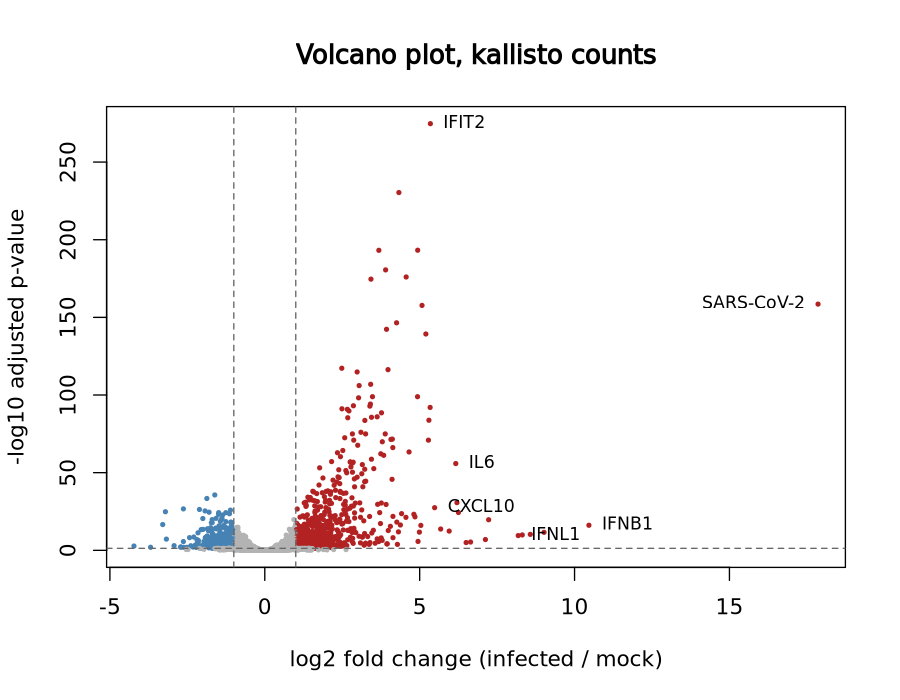 Volcano plot, kallisto counts
-log10 adjusted p-value
250
200
150
100
50
0
IFIT2
SARS-CoV-2
IL6
CXCL10
IFNB1
IFNL1
-5
0
5
10
15
log2 fold change (infected / mock)